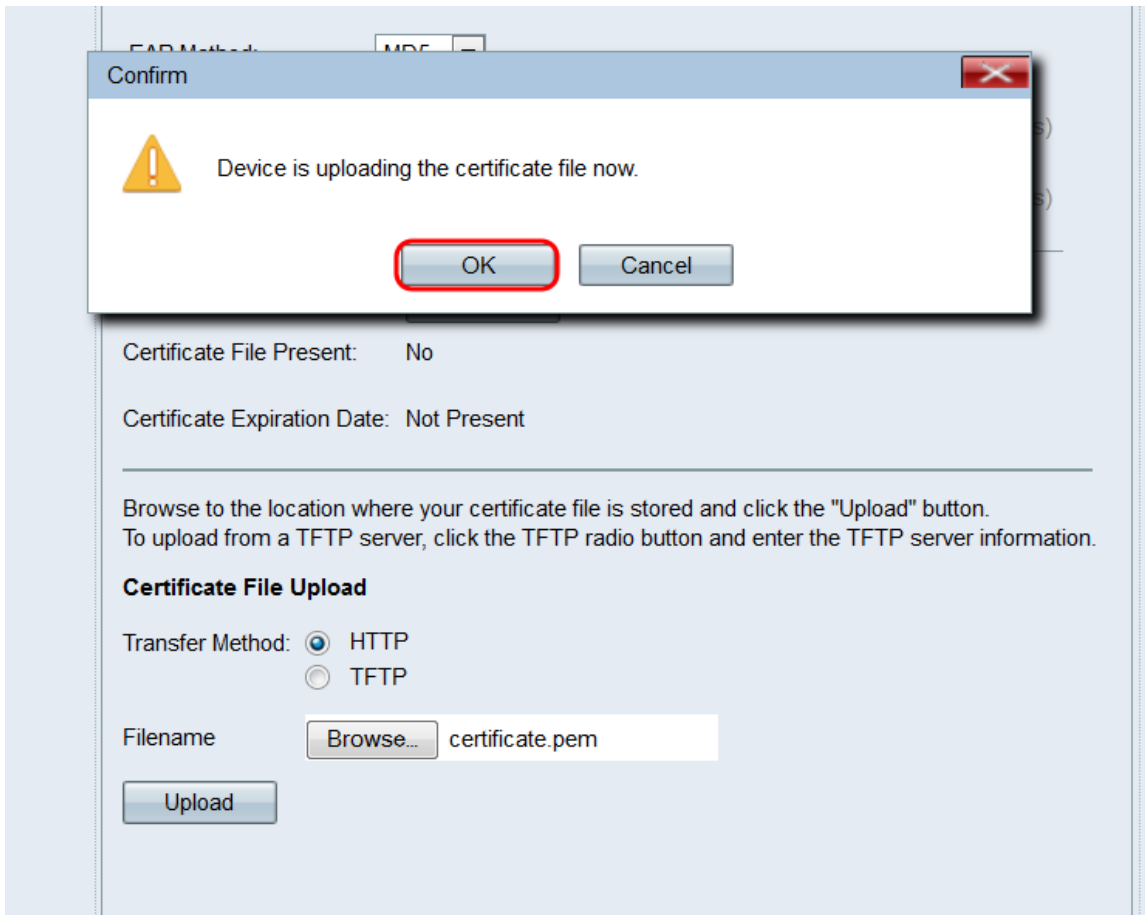 EAP Method: MD5
Confirm
s)
Device is uploading the certificate file now.
s)
OK Cancel
Certificate File Present: No
Certificate Expiration Date: Not Present
Browse to the location where your certificate file is stored and click the "Upload" button.
To upload from a TFTP server, click the TFTP radio button and enter the TFTP server information.
Certificate File Upload
Transfer Method: HTTP
TFTP
Filename Browse... certificate.pem
Upload